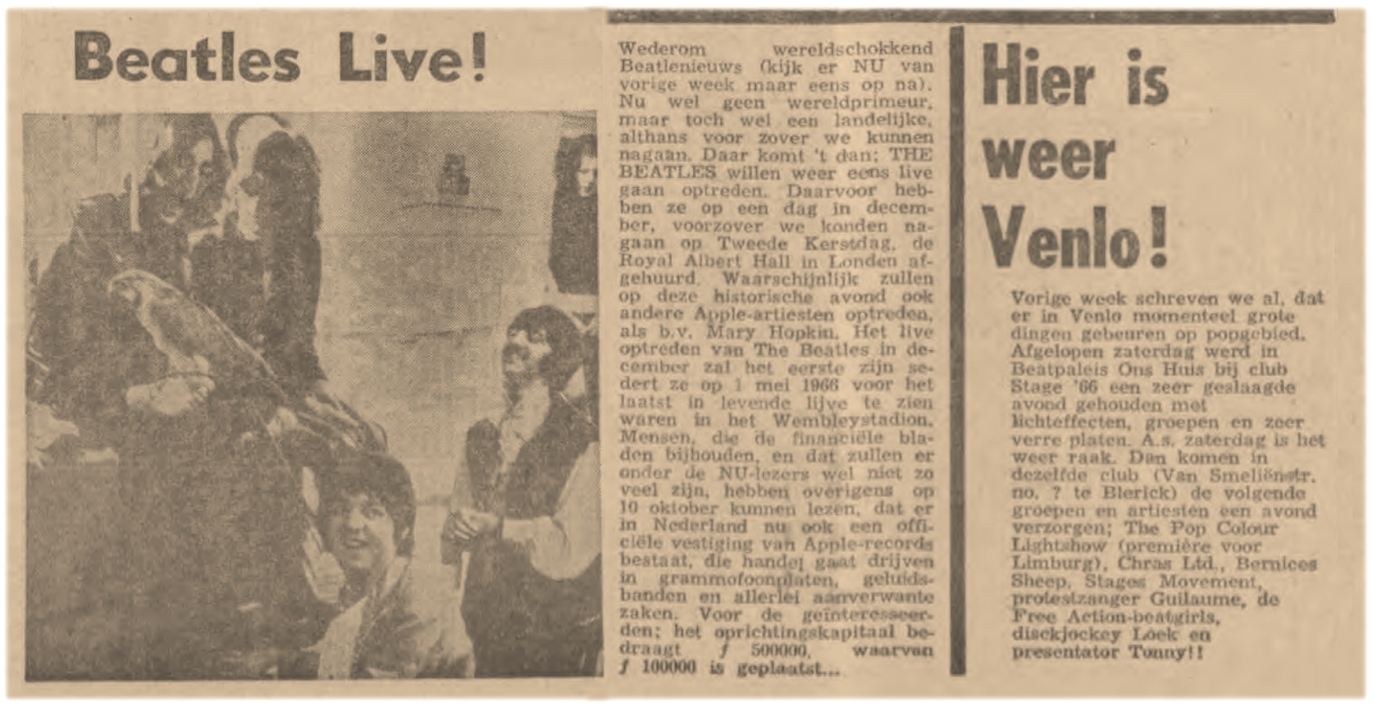 Beatles Live!
Wederom wereldschokkend
Beatlenieuws (kijk er NU van
vorige week maar eens op na).
Nu wel geen wereldprimeur,
maar toch wel een landelijke,
althans voor zover we kunnen
nagaan. Daar komt 't dan: THE
BEATLES willen weer eens live
gaan optreden. Daarvoor heb-
ben ze op een dag in decem-
ber, voorzover we konden na-
gaan op Tweede Kerstdag, de
Royal Albert Hall in Londen af-
gehuurd. Waarschijnlijk zullen
op deze historische avond ook
andere Apple-artiesten optreden,
als b.v. Mary Hopkin. Het live
optreden van The Beatles in de-
cember zal het eerste zijn se-
dert ze op 1 mei 1966 voor het
laatst in levende lijve te zien
waren in het Wembleystadion.
Mensen, die de financiële bla-
den bijhouden, en dat zullen er
onder de NU-lezers wel niet zo
veel zijn, hebben overigens op
10 oktober kunnen lezen, dat er
in Nederland nu ook een offi-
ciële vestiging van Apple-records
bestaat, die handel gaat drijven
in grammofoonplaten, geluids-
banden en allerlei aanverwante
zaken. Voor de geïnteresseer-
den; het oprichtingskapitaal be-
draagt ƒ 500000, waarvan
ƒ 100000 is geplaatst...
Hier is
weer
Venlo!
Vorige week schreven we al, dat
er in Venlo momenteel grote
dingen gebeuren op popgebied.
Afgelopen zaterdag werd in
Beatpaleis Ons Huis bij club
Stage '66 een zeer geslaagde
avond gehouden met
lichteffecten, groepen en zeer
verre platen. A.s. zaterdag is het
weer raak. Dan komen in
dezelfde club (Van Smeliënstr.
no. ? te Blerick) de volgende
groepen en artiesten een avond
verzorgen; The Pop Colour
Lightshow (première voor
Limburg), Chras Ltd., Bernices
Sheep, Stages Movement,
protestzanger Guilaume, de
Free Action-beatgirls,
disckjockey Loek en
presentator Tonny!!